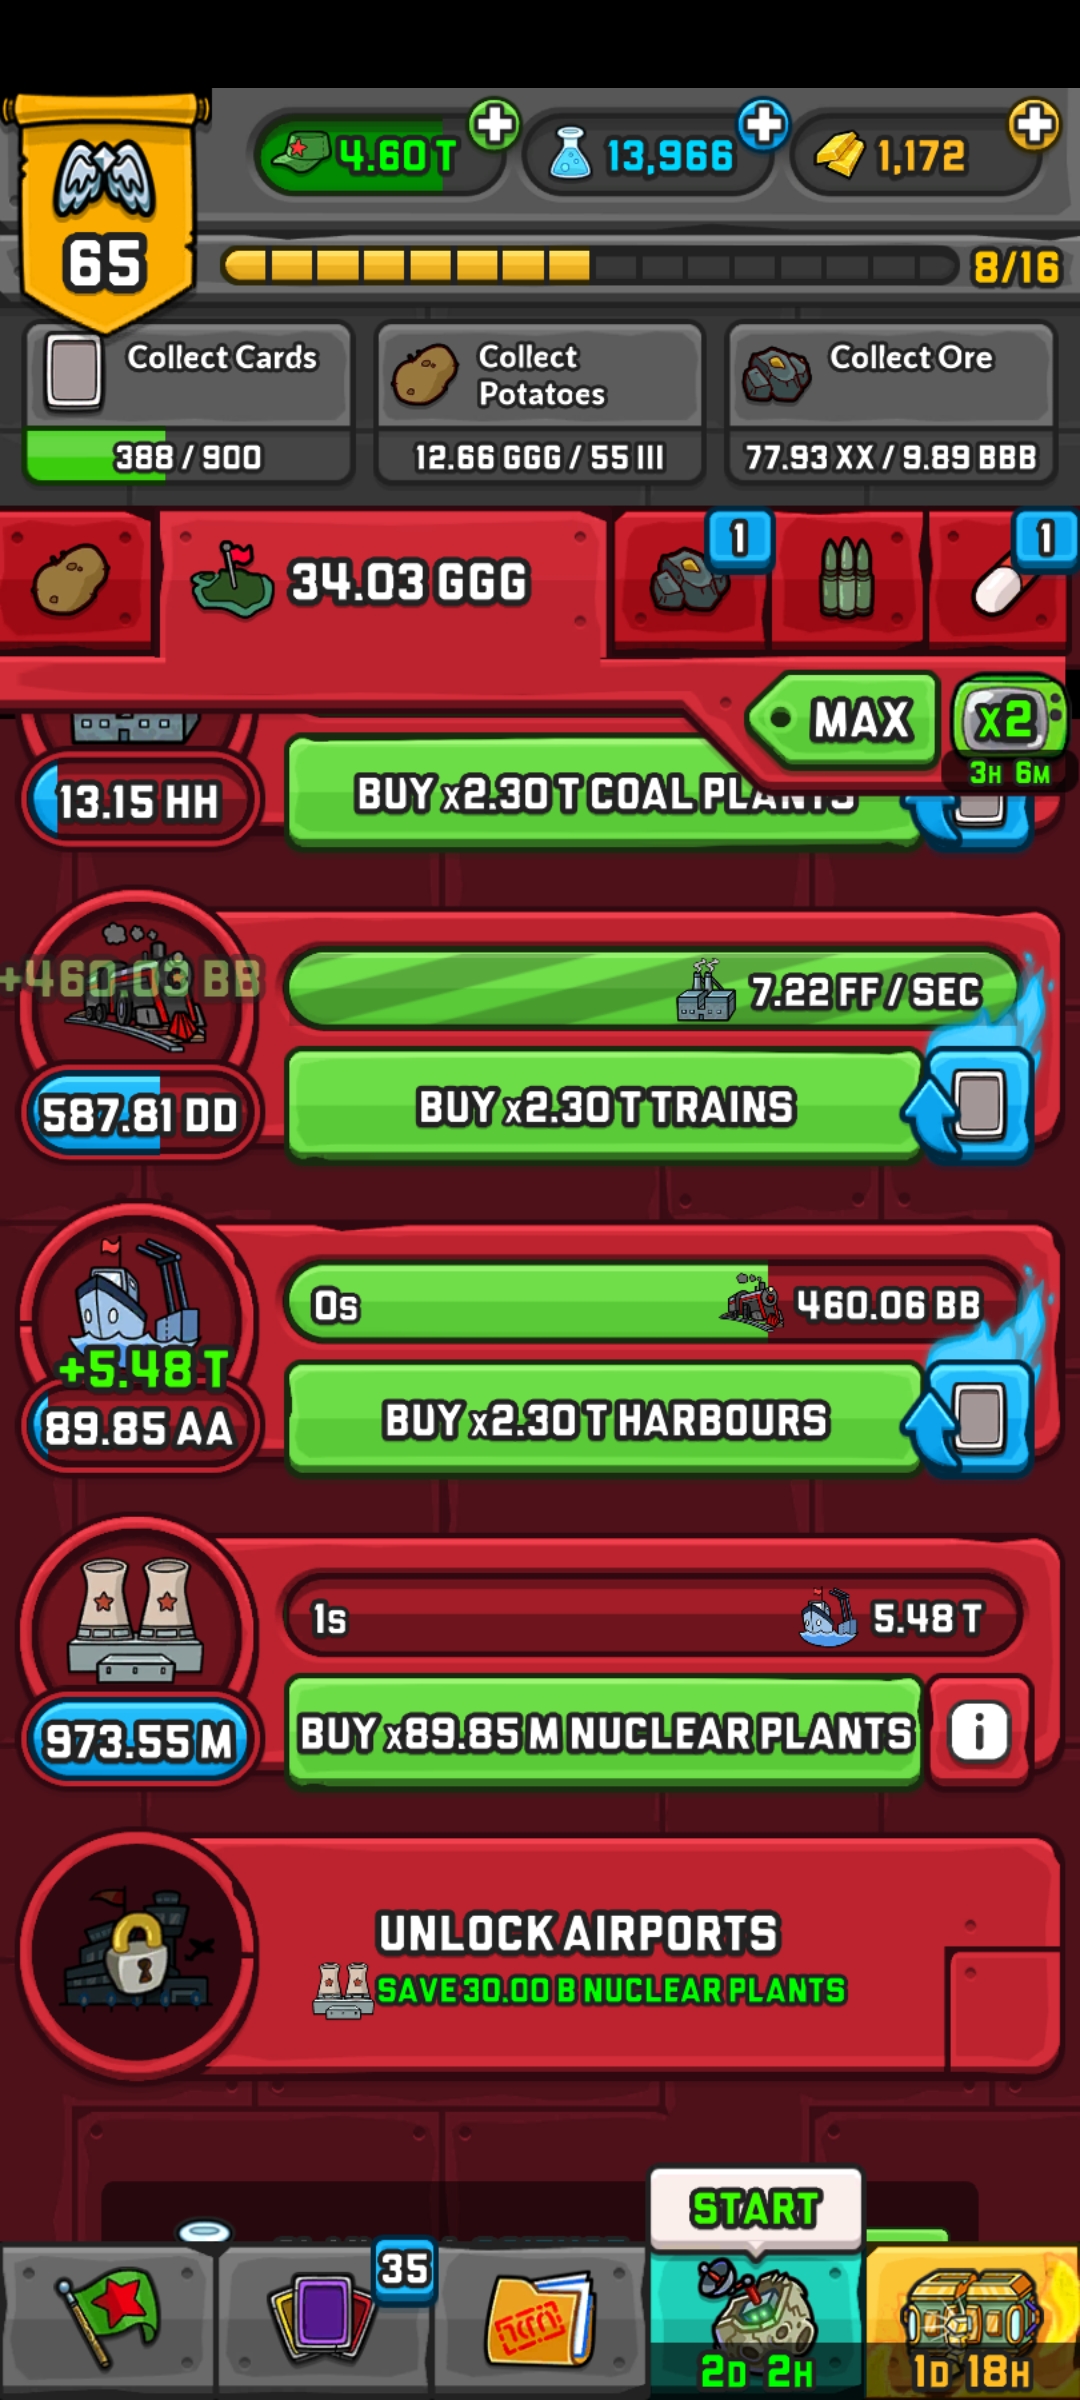 4.60 T
13,966
1,172
65
8/16
Collect Cards
388 / 900
Collect
Potatoes
12.66 GGG / 55 III
Collect Ore
77.93 XX / 9.89 BBB
34.03 GGG
1
1
MAX
x2
3H 6M
13.15 HH
BUY x2.30 T COAL PLANTS
+460.03 BB
7.22 FF / SEC
587.81 DD
BUY x2.30 T TRAINS
0s
460.06 BB
+5.48 T
89.85 AA
BUY x2.30 T HARBOURS
1s
5.48 T
973.55 M
BUY x89.85 M NUCLEAR PLANTS
i
UNLOCK AIRPORTS
SAVE 30.00 B NUCLEAR PLANTS
START
35
2D 2H
1D 18H